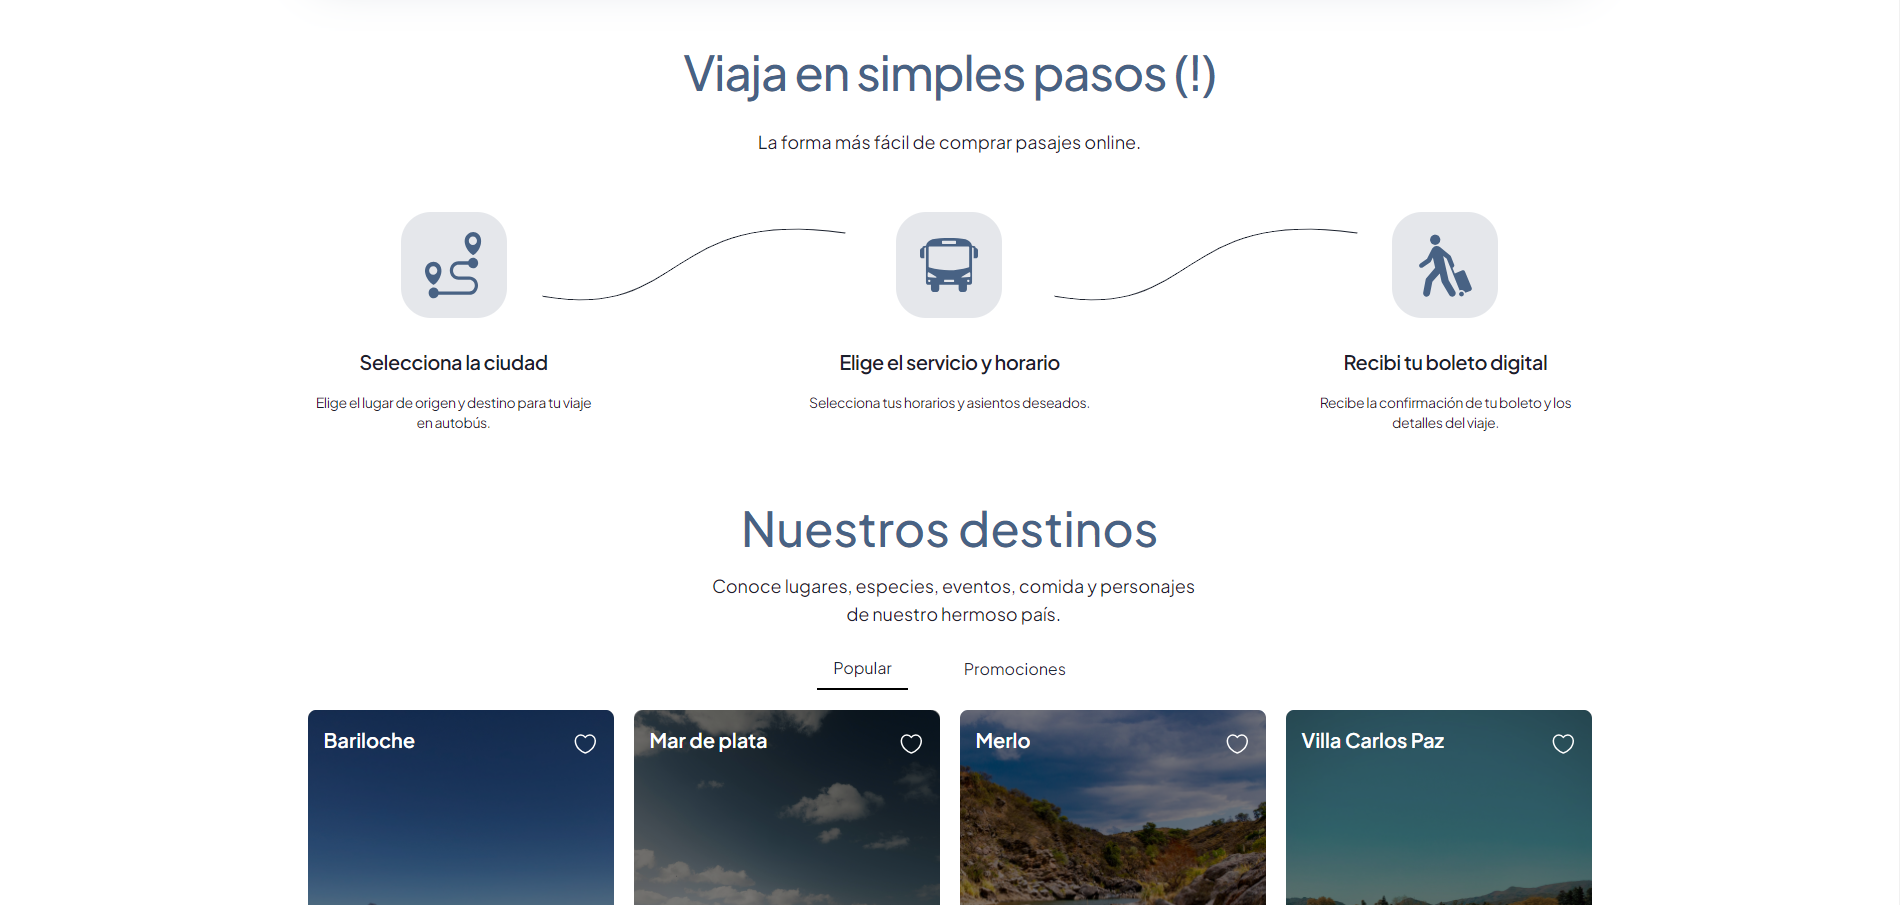 Viaja en simples pasos (!)
La forma más fácil de comprar pasajes online.
Selecciona la ciudad
Elige el lugar de origen y destino para tu viaje
en autobús.
Elige el servicio y horario
Selecciona tus horarios y asientos deseados.
Recibi tu boleto digital
Recibe la confirmación de tu boleto y los
detalles del viaje.
Nuestros destinos
Conoce lugares, especies, eventos, comida y personajes
de nuestro hermoso país.
Popular
Promociones
Bariloche
Mar de plata
Merlo
Villa Carlos Paz